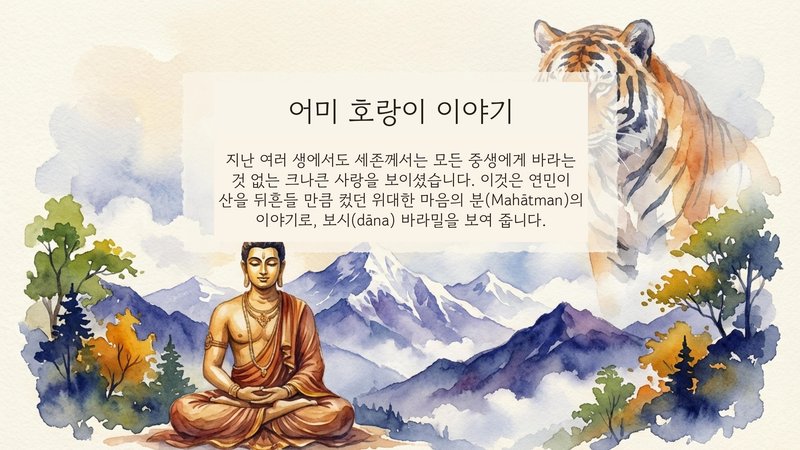 어미 호랑이 이야기
지난 여러 생에서도 세존께서는 모든 중생에게 바라는
것 없는 크나큰 사랑을 보이셨습니다. 이것은 연민이
산을 뒤흔들 만큼 컸던 위대한 마음의 분(Mahātman)의
이야기로, 보시(dāna) 바라밀을 보여 줍니다.